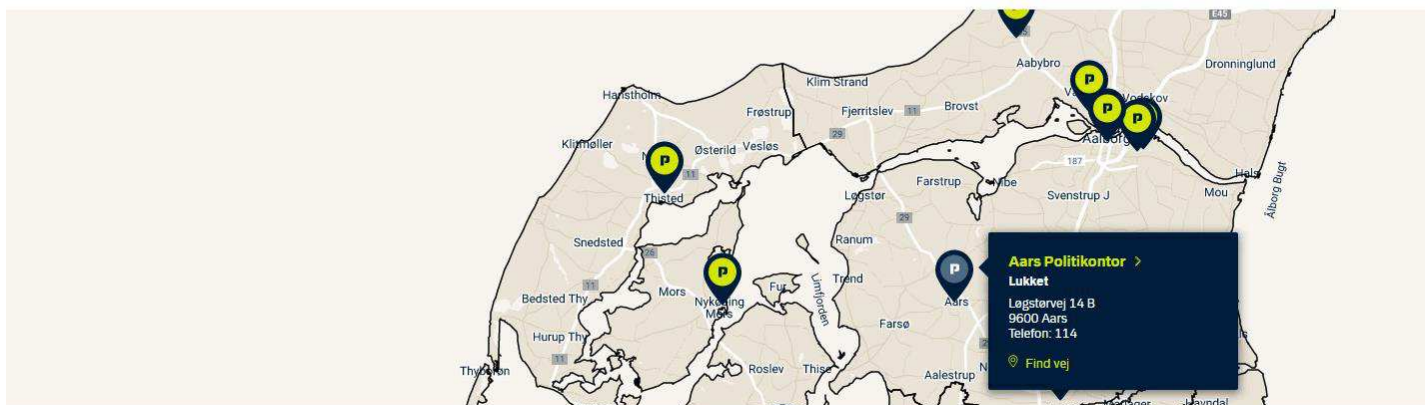 E45
Aabybro
Dronninglund
Klim Strand
Hanstholm
Vodskov
Brovst
Frøstrup
Fjerritslev
11
29
Klitmøller
Østerild
Vesløs
P
P
P
P
Aalborg
187
Hals
11
Thisted
Farstrup
Nibe
Svenstrup J
Mou
Løgstør
Ålborg Bugt
29
Snedsted
26
Ranum
P
P
Aars Politikontor >
Lukket
Løgstørvej 14 B
9600 Aars
Telefon: 114
Find vej
Limfjorden
Trend
Fur
11
Mors
Bedsted Thy
Nykøbing
Mors
Aars
Farsø
Hurup Thy
11
Thyborøn
Roslev
Thise
Aalestrup